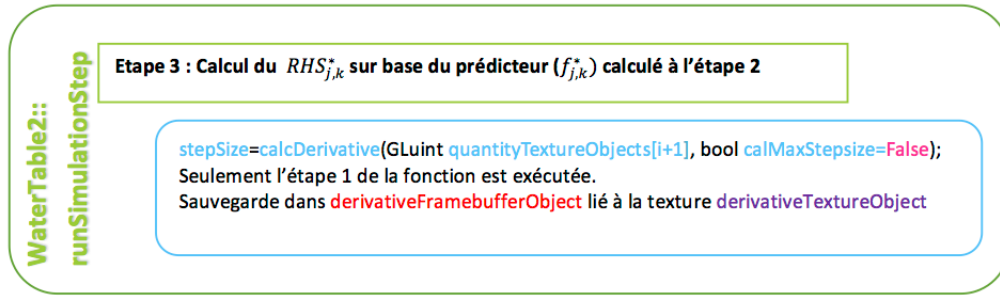 WaterTable2::
runSimulationStep
Etape 3 : Calcul du RHS*j,k sur base du prédicteur (f*j,k) calculé à l'étape 2
stepSize=calcDerivative(GLuint quantityTextureObjects[i+1], bool calMaxStepsize=False);
Seulement l'étape 1 de la fonction est exécutée.
Sauvegarde dans derivativeFramebufferObject lié à la texture derivativeTextureObject